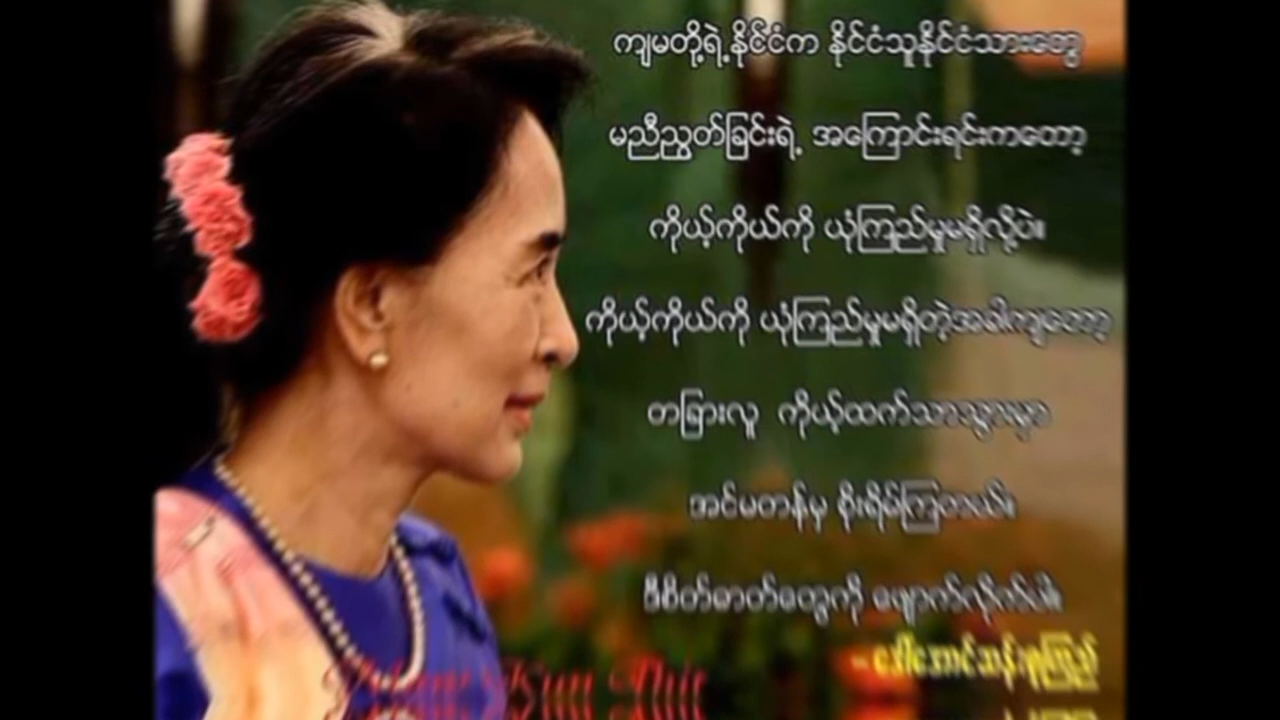 ကျမတို့ရဲ့နိုင်ငံက နိုင်ငံသူနိုင်ငံသားတွေ
မညီညွတ်ခြင်းရဲ့ အကြောင်းရင်းကတော့
ကိုယ့်ကိုယ်ကို ယုံကြည်မှုမရှိလို့ပဲ။
ကိုယ့်ကိုယ်ကို ယုံကြည်မှုမရှိတဲ့အခါကျတော့
တခြားလူ ကိုယ့်ထက်သာသွားမှာ
အင်မတန်မှ စိုးရိမ်ကြတယ်။
ဒီစိတ်ဓာတ်တွေကို ဖျောက်လိုက်ပါ။
- ဒေါ်အောင်ဆန်းစုကြည်